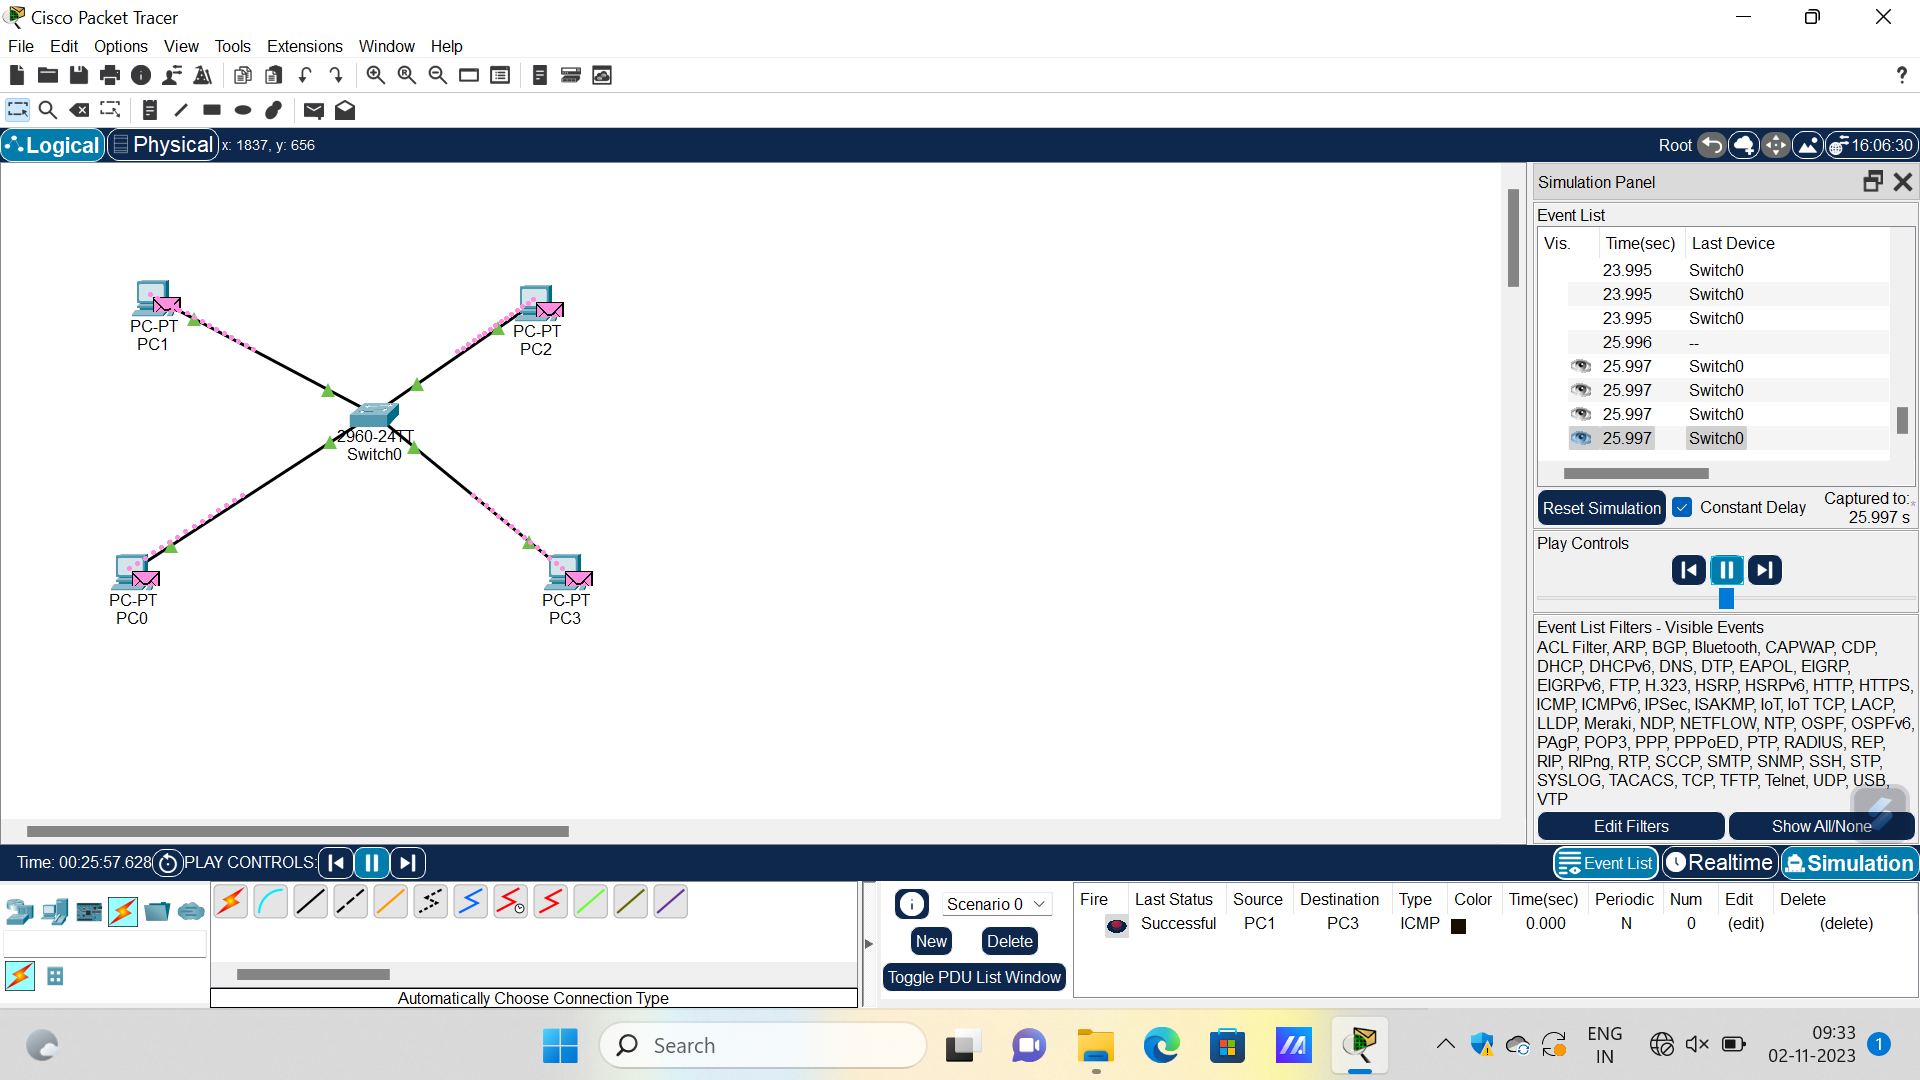 Cisco Packet Tracer
File Edit Options View Tools Extensions Window Help
?
Logical Physical x: 1837, y: 656
Root 16:06:30
PC-PT
PC1
PC-PT
PC2
2960-24TT
Switch0
PC-PT
PC0
PC-PT
PC3
Simulation Panel
Event List
Vis. Time(sec) Last Device
23.995 Switch0
23.995 Switch0
23.995 Switch0
25.996 --
25.997 Switch0
25.997 Switch0
25.997 Switch0
25.997 Switch0
Reset Simulation Constant Delay Captured to:
25.997 s
Play Controls
Event List Filters - Visible Events
ACL Filter, ARP, BGP, Bluetooth, CAPWAP, CDP,
DHCP, DHCPv6, DNS, DTP, EAPOL, EIGRP,
EIGRPv6, FTP, H.323, HSRP, HSRPv6, HTTP, HTTPS,
ICMP, ICMPv6, IPSec, ISAKMP, IoT, IoT TCP, LACP,
LLDP, Meraki, NDP, NETFLOW, NTP, OSPF, OSPFv6,
PAgP, POP3, PPP, PPPoED, PTP, RADIUS, REP,
RIP, RIPng, RTP, SCCP, SMTP, SNMP, SSH, STP,
SYSLOG, TACACS, TCP, TFTP, Telnet, UDP, USB,
VTP
Edit Filters Show All/None
Time: 00:25:57.628 PLAY CONTROLS:
Event List Realtime Simulation
Automatically Choose Connection Type
Scenario 0
New Delete
Toggle PDU List Window
Fire Last Status Source Destination Type Color Time(sec) Periodic Num Edit Delete
Successful PC1 PC3 ICMP 0.000 N 0 (edit) (delete)
Search
ENG
IN
09:33
02-11-2023
1